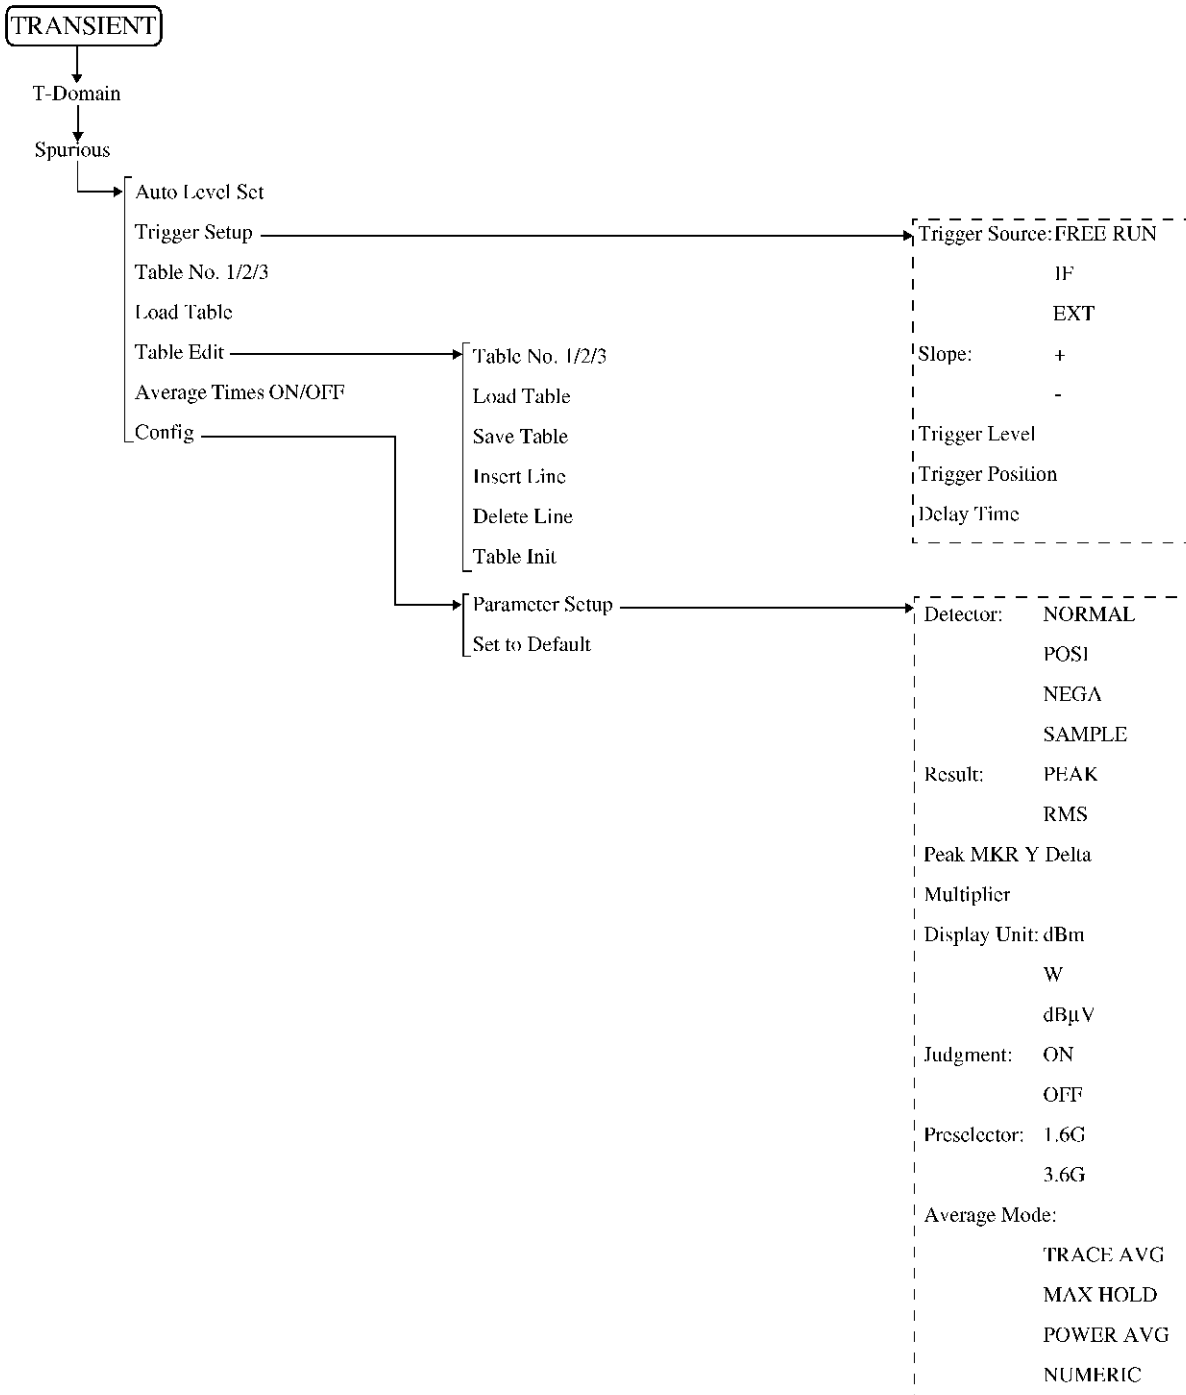 TRANSIENT
T-Domain
Spurious
Auto Level Set
Trigger Setup
Table No. 1/2/3
Load Table
Table Edit
Average Times ON/OFF
Config
Table No. 1/2/3
Load Table
Save Table
Insert Line
Delete Line
Table Init
Parameter Setup
Set to Default
Trigger Source: FREE RUN
IF
EXT
Slope: +
-
Trigger Level
Trigger Position
Delay Time
Detector: NORMAL
POSI
NEGA
SAMPLE
Result: PEAK
RMS
Peak MKR Y Delta
Multiplier
Display Unit: dBm
W
dBµV
Judgment: ON
OFF
Preselector: 1.6G
3.6G
Average Mode:
TRACE AVG
MAX HOLD
POWER AVG
NUMERIC